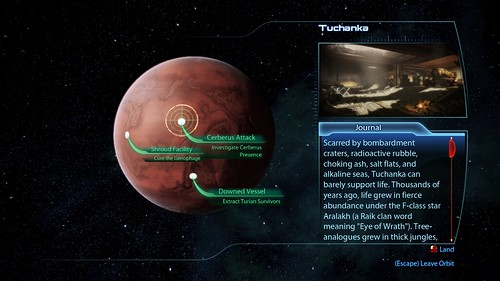 Tuchanka
Cerberus Attack
Investigate Cerberus
Presence
Shroud Facility
Cure the Genophage
Downed Vessel
Extract Turian Survivors
Journal
Scarred by bombardment
craters, radioactive rubble,
choking ash, salt flats, and
alkaline seas, Tuchanka can
barely support life. Thousands of
years ago, life grew in fierce
abundance under the F-class star
Aralakh (a Raik clan word
meaning "Eye of Wrath"). Tree-
analogues grew in thick jungles,
Land
(Escape) Leave Orbit